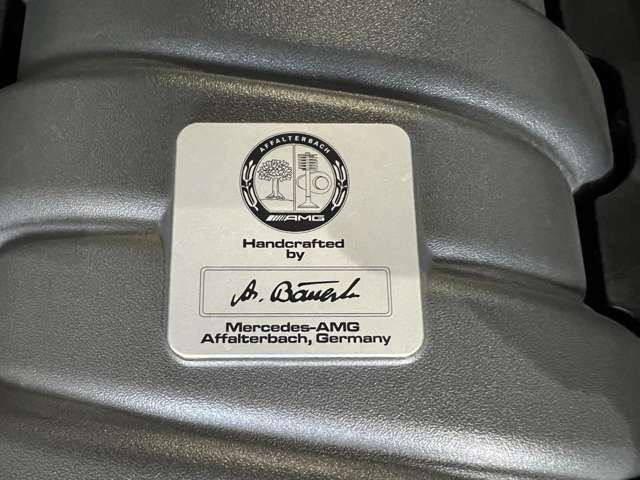 AFFALTERBACH
AMG
Handcrafted
by
Mercedes-AMG
Affalterbach, Germany